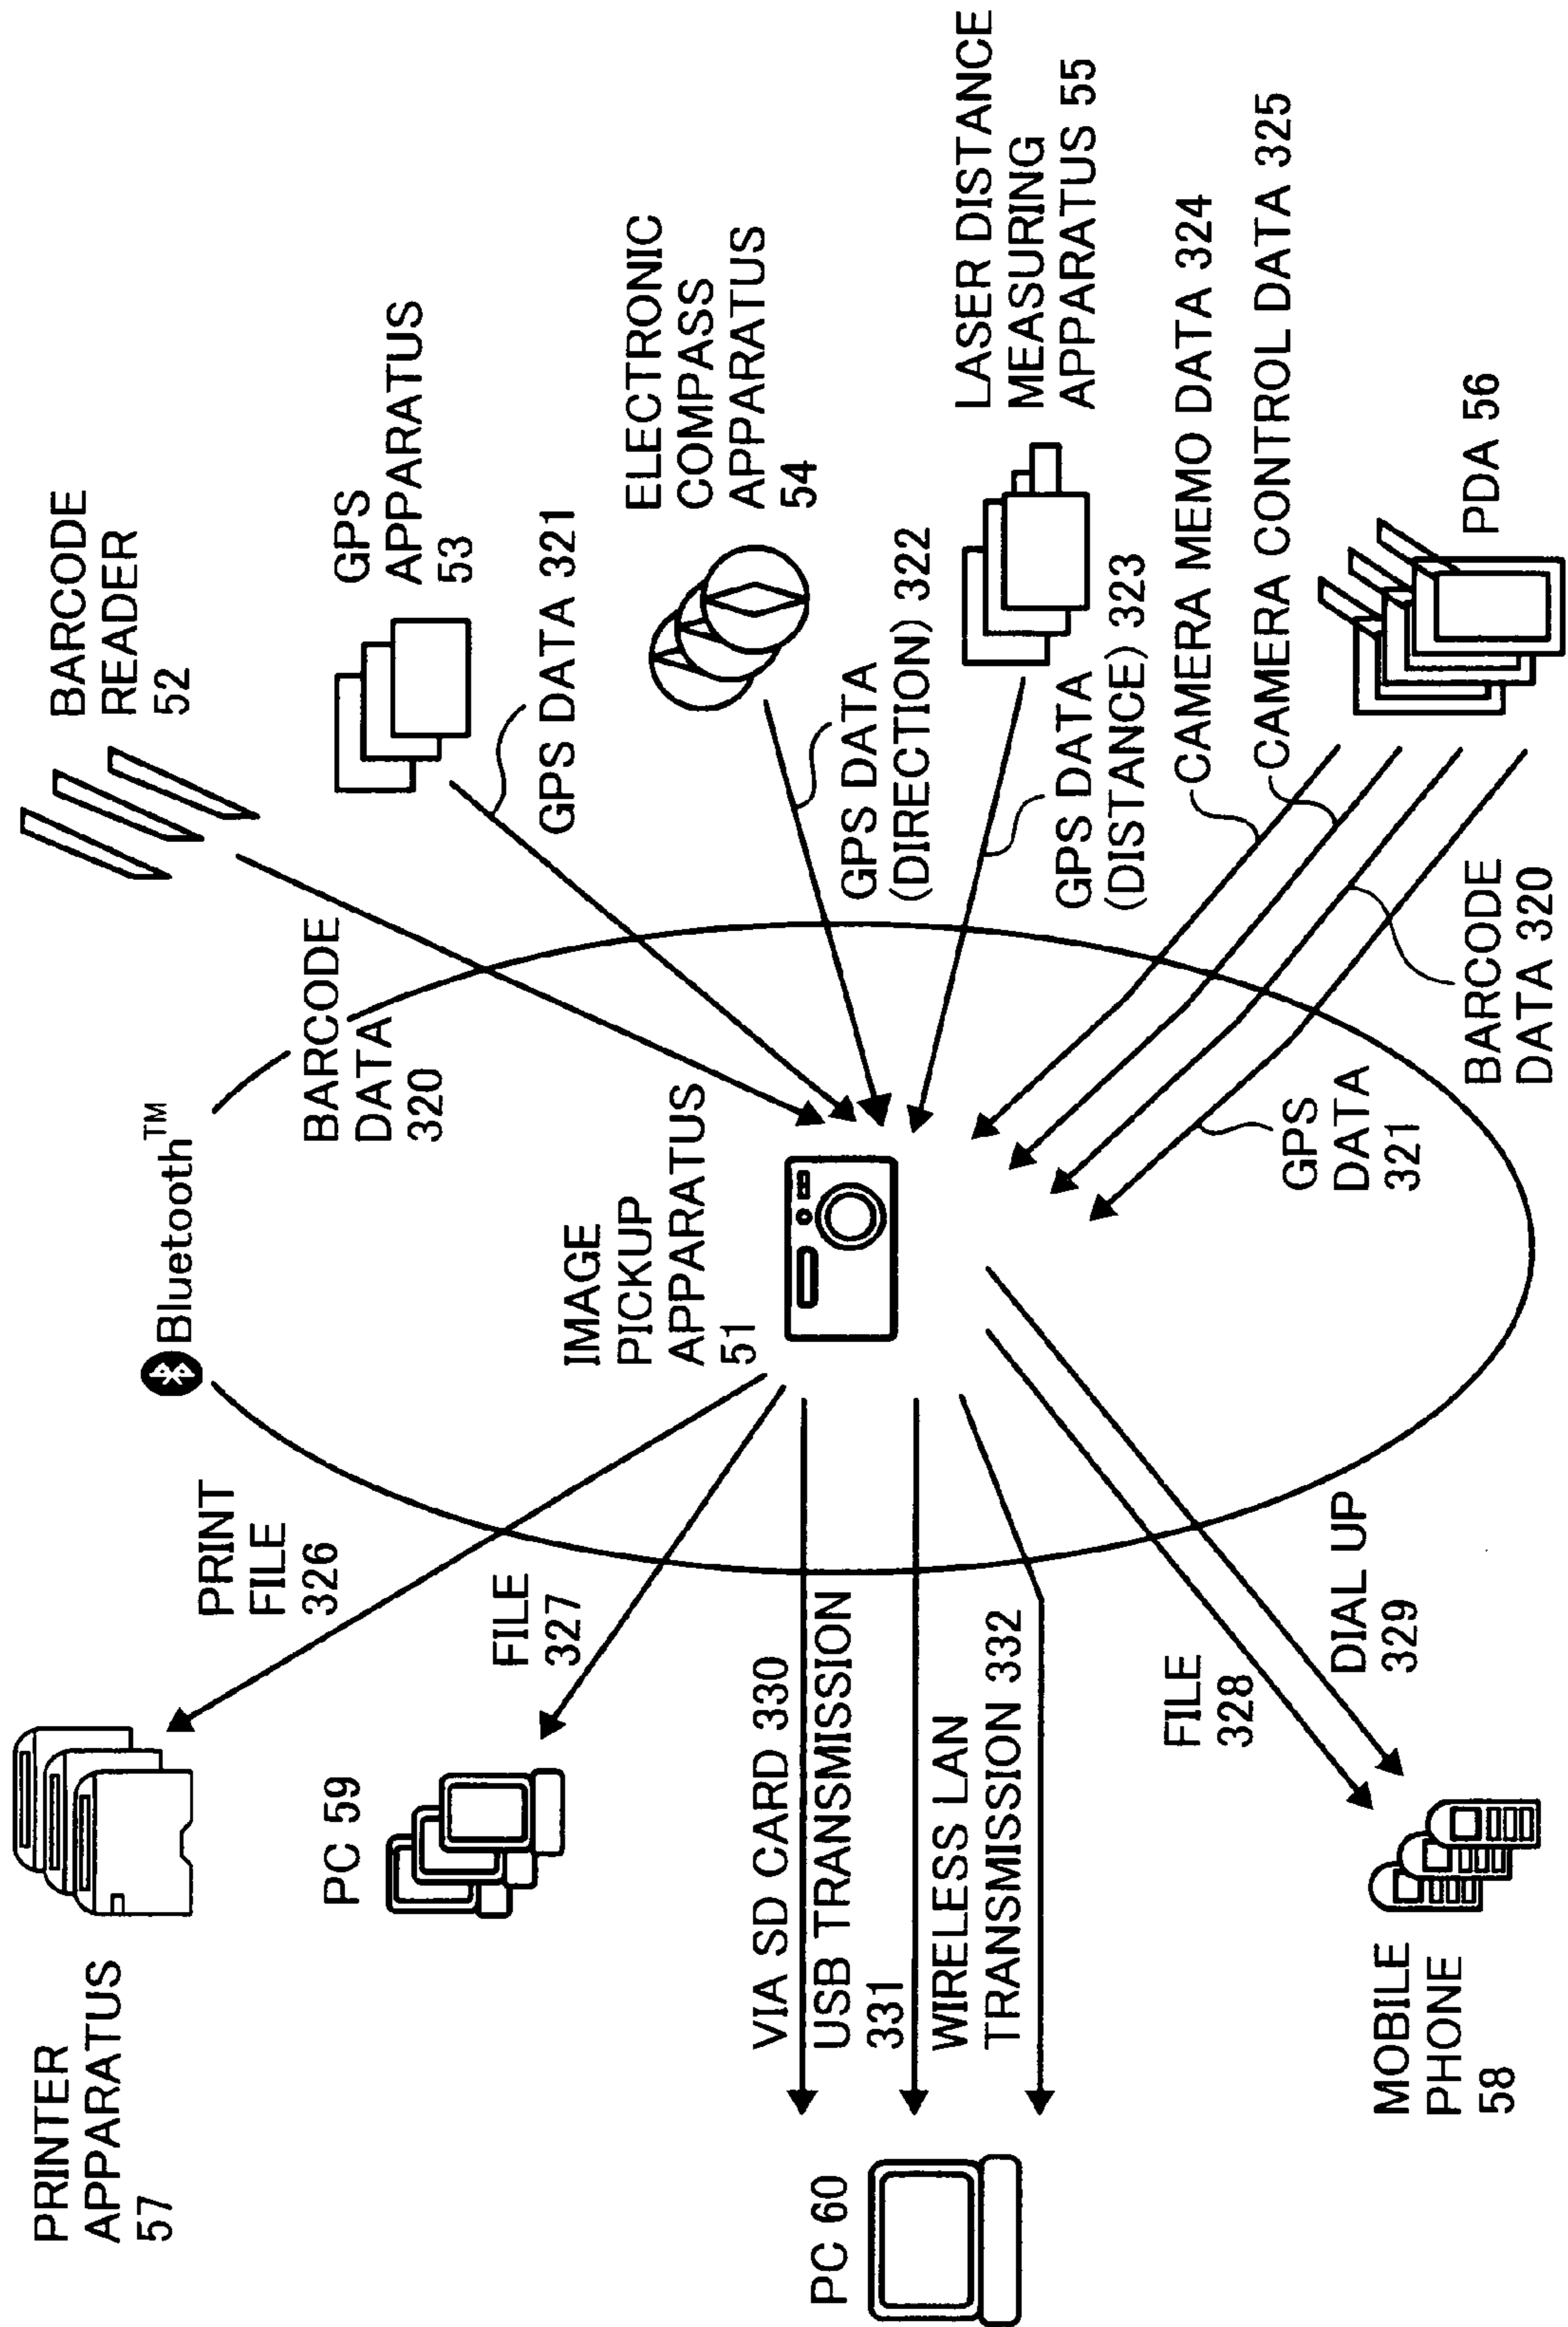 PRINTER
APPARATUS
57
PRINT
FILE
326
Bluetooth™
BARCODE
DATA
320
BARCODE
READER
52
PC 59
FILE
327
GPS
APPARATUS
53
GPS DATA 321
IMAGE
PICKUP
APPARATUS
51
ELECTRONIC
COMPASS
APPARATUS
54
PC 60
VIA SD CARD 330
USB TRANSMISSION
331
WIRELESS LAN
TRANSMISSION 332
GPS DATA
(DIRECTION) 322
LASER DISTANCE
MEASURING
APPARATUS 55
GPS DATA
(DISTANCE) 323
CAMERA MEMO DATA 324
CAMERA CONTROL DATA 325
FILE
328
DIAL UP
329
MOBILE
PHONE
58
GPS
DATA
321
BARCODE
DATA 320
PDA 56